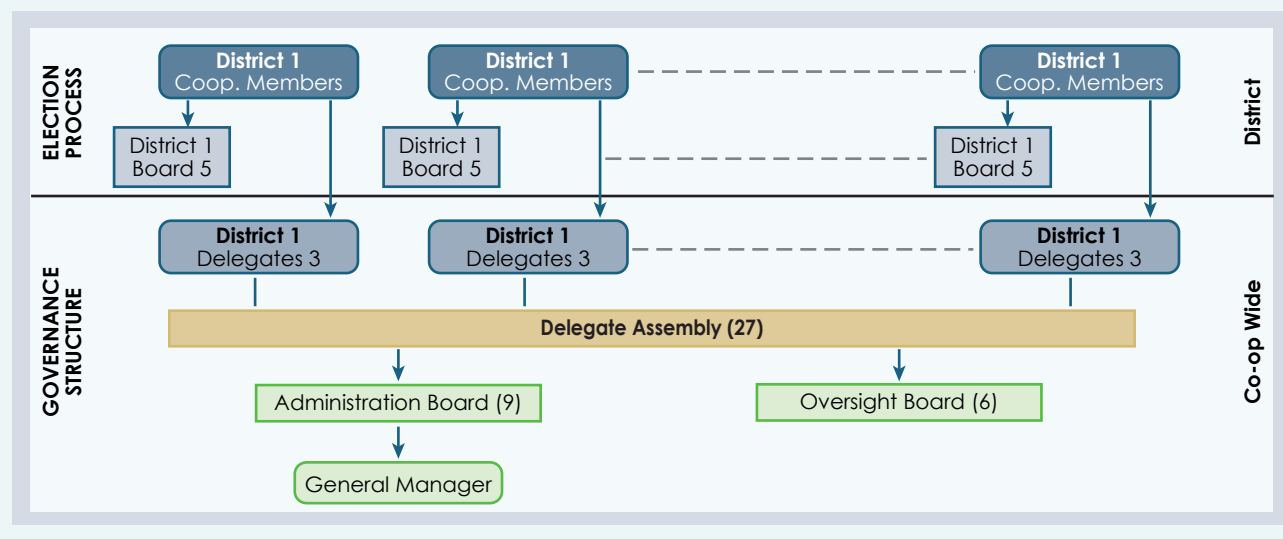 ELECTION
PROCESS
District 1
Coop. Members
District 1
Coop. Members
District 1
Coop. Members
District 1
Board 5
District 1
Board 5
District 1
Board 5
District
GOVERNANCE
STRUCTURE
District 1
Delegates 3
District 1
Delegates 3
District 1
Delegates 3
Delegate Assembly (27)
Administration Board (9)
Oversight Board (6)
General Manager
Co-op Wide